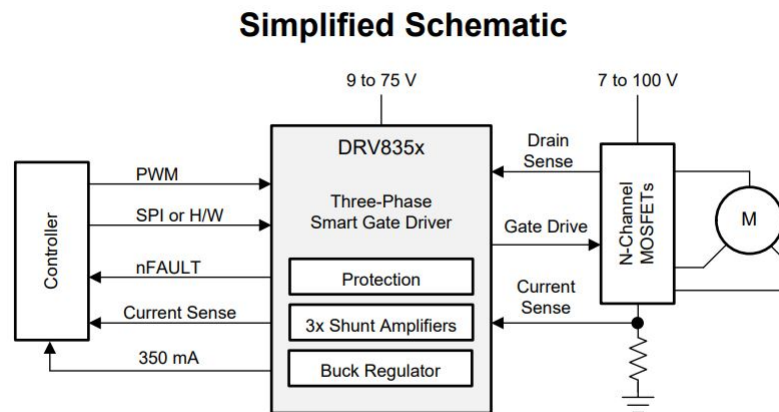 Simplified Schematic
9 to 75 V
7 to 100 V
DRV835x
Three-Phase
Smart Gate Driver
Protection
3x Shunt Amplifiers
Buck Regulator
Controller
PWM
SPI or H/W
nFAULT
Current Sense
350 mA
Drain
Sense
Gate Drive
Current
Sense
N-Channel
MOSFETs
M